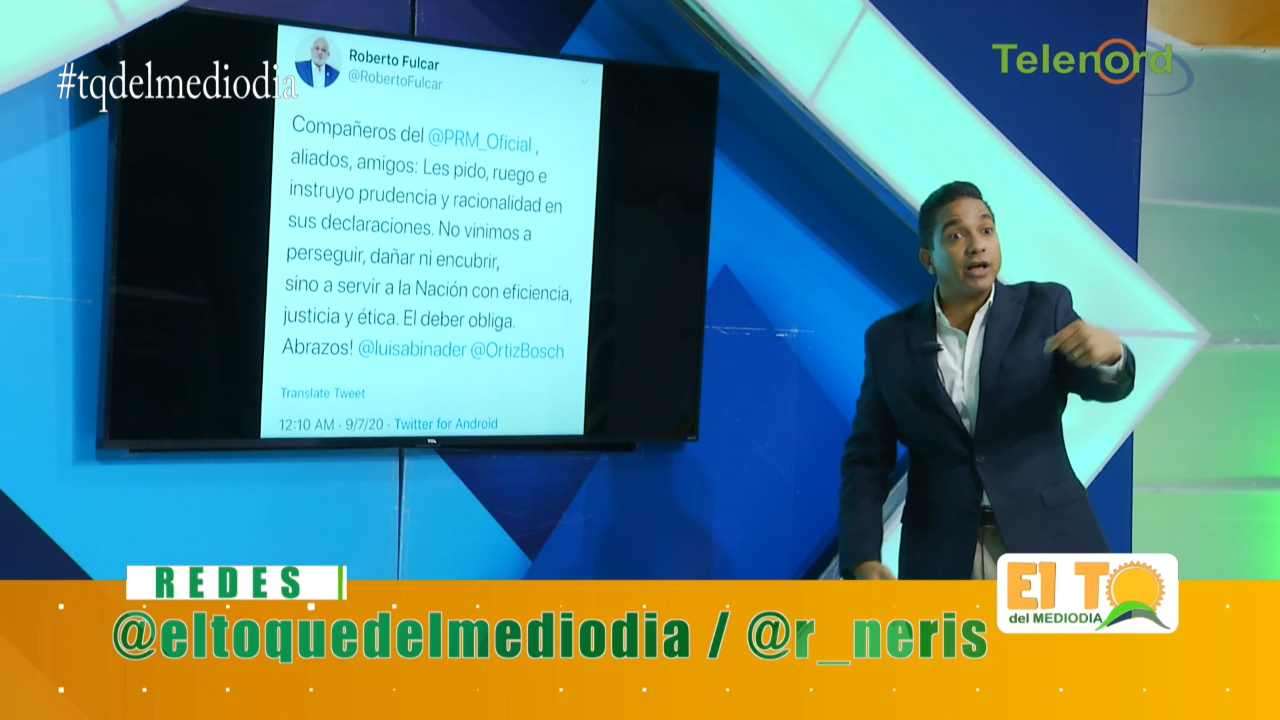 #tqdelmediodia
Roberto Fulcar
@RobertoFulcar
Compañeros del @PRM_Oficial ,
aliados, amigos: Les pido, ruego e
instruyo prudencia y racionalidad en
sus declaraciones. No vinimos a
perseguir, dañar ni encubrir,
sino a servir a la Nación con eficiencia,
justicia y ética. El deber obliga.
Abrazos! @luisabinader @OrtizBosch
Translate Tweet
12:10 AM · 9/7/20 · Twitter for Android
TCL
Telenord
REDES
@eltoquedelmediodia / @r_neris
El T
del MEDIODIA